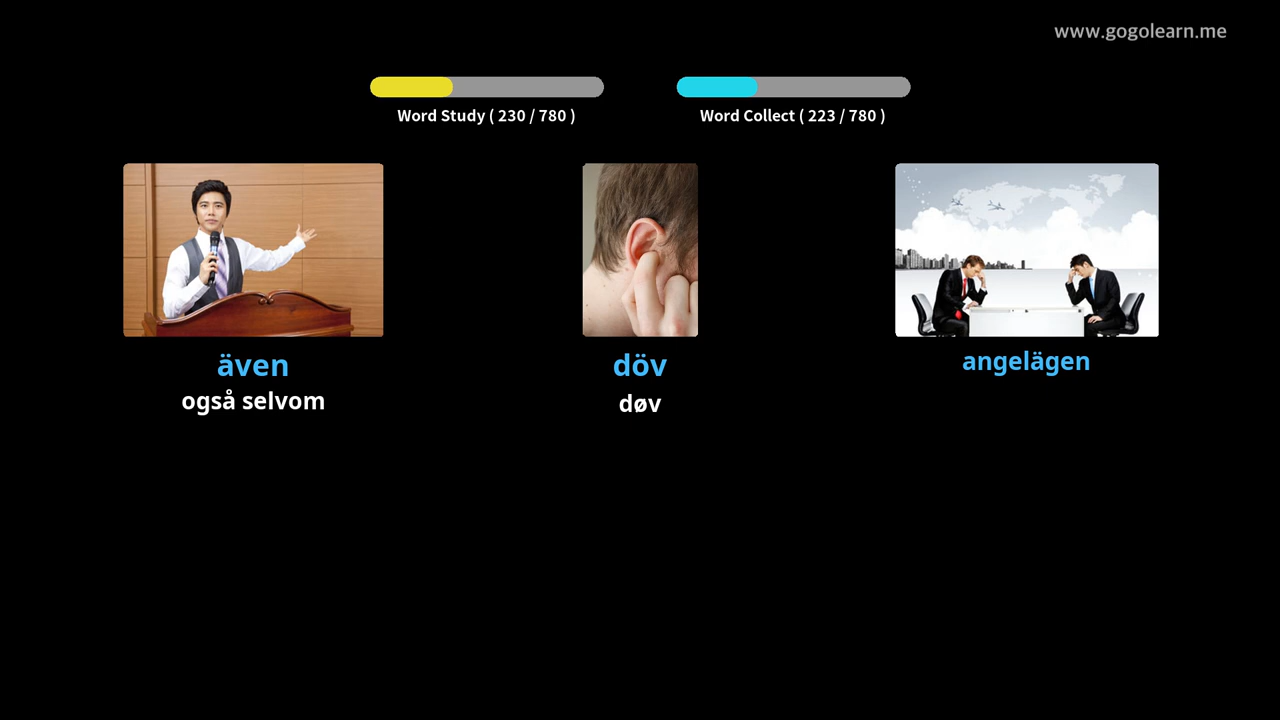 www.gogolearn.me
Word Study ( 230 / 780 )
Word Collect ( 223 / 780 )
även
også selvom
döv
døv
angelägen